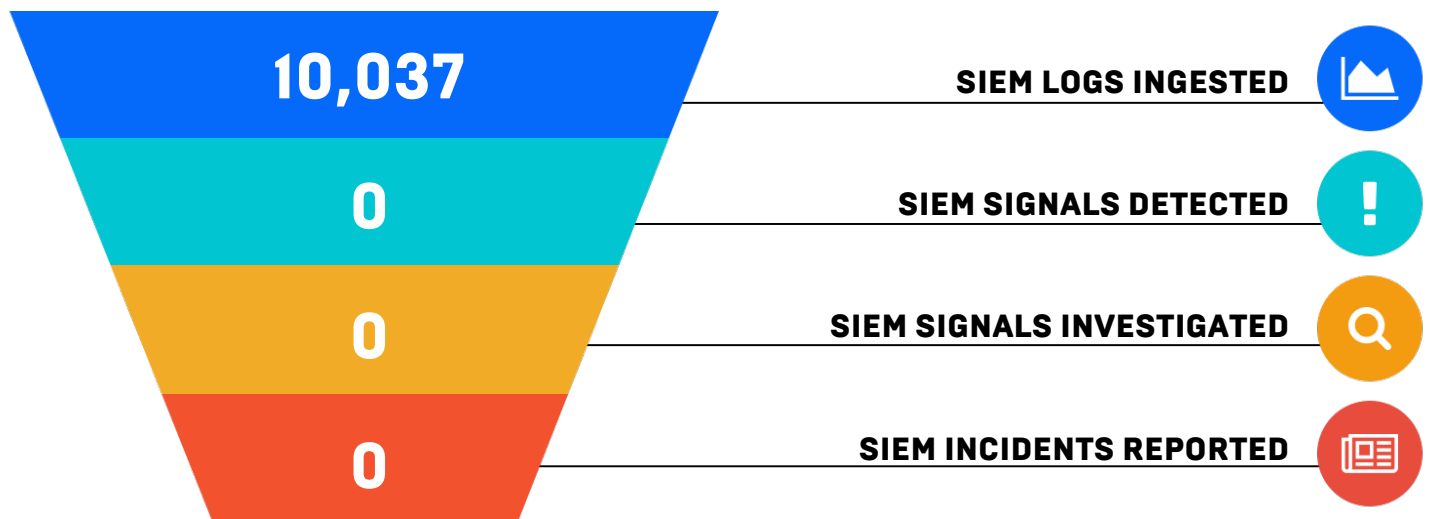 10,037
SIEM LOGS INGESTED
0
SIEM SIGNALS DETECTED
0
SIEM SIGNALS INVESTIGATED
0
SIEM INCIDENTS REPORTED